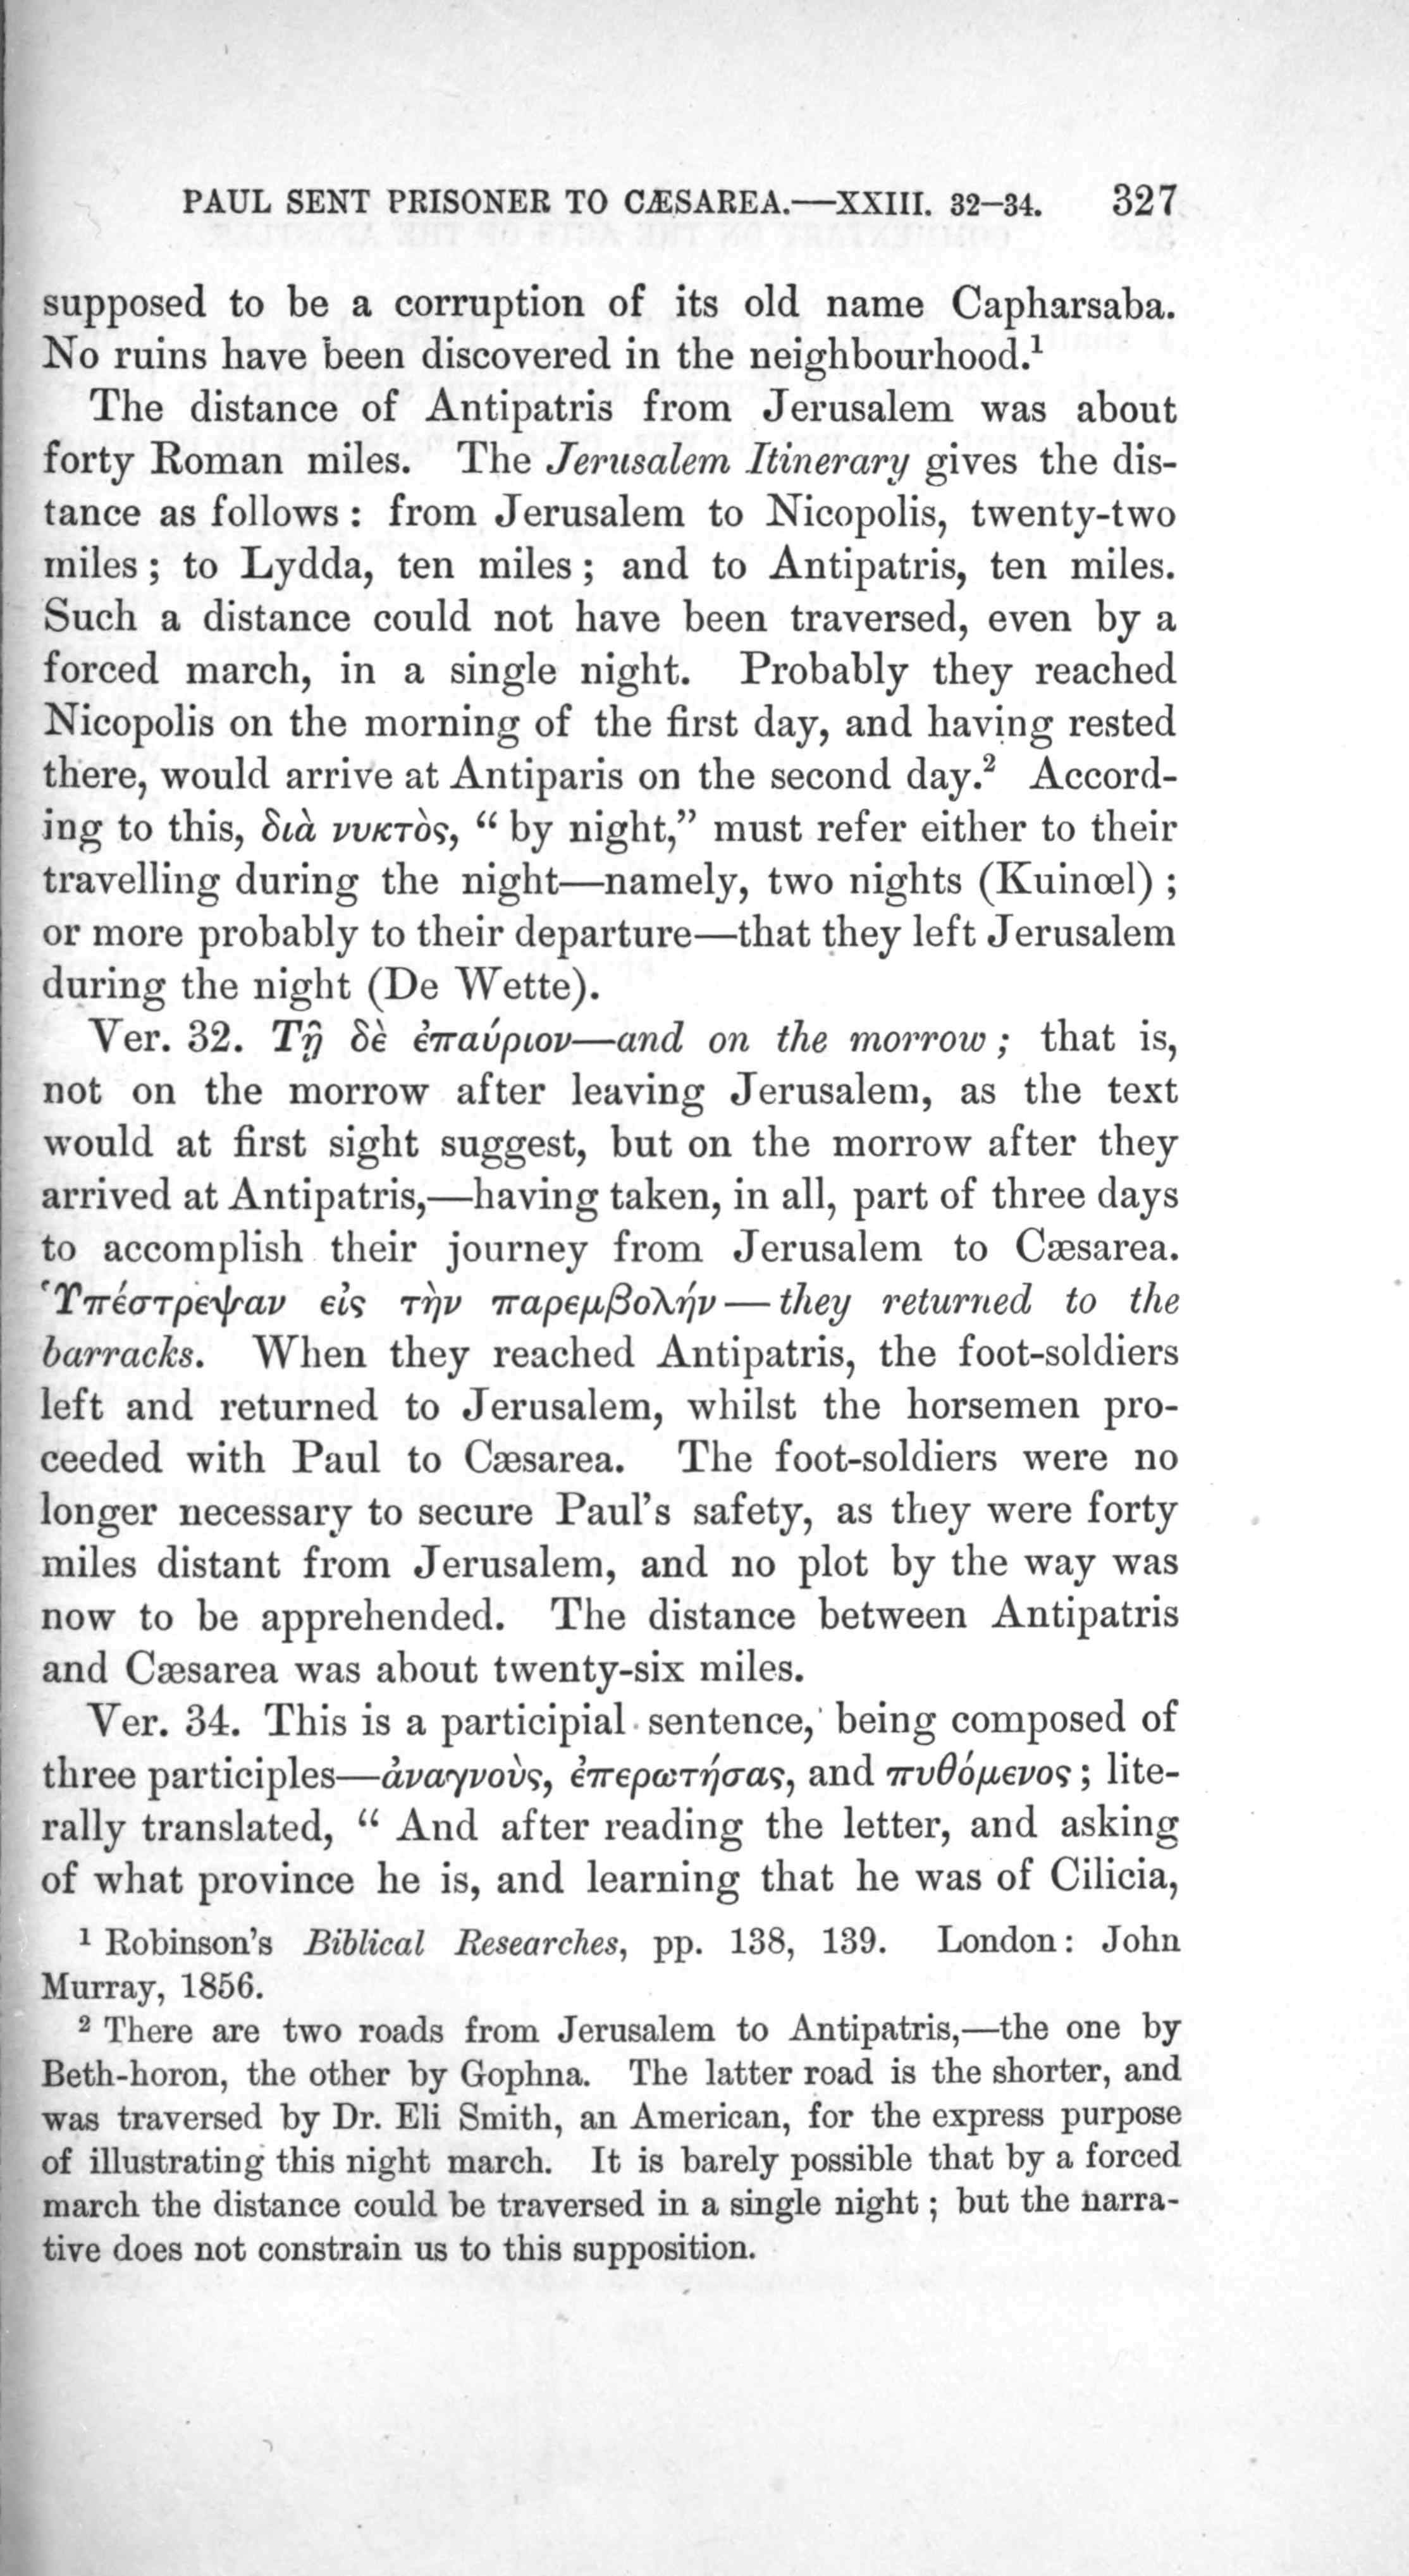 PAUL SENT PRISONER TO CÆSAREA.—XXIII. 32–34. 327
supposed to be a corruption of its old name Capharsaba.
No ruins have been discovered in the neighbourhood.¹
The distance of Antipatris from Jerusalem was about
forty Roman miles. The Jerusalem Itinerary gives the dis-
tance as follows : from Jerusalem to Nicopolis, twenty-two
miles ; to Lydda, ten miles ; and to Antipatris, ten miles.
Such a distance could not have been traversed, even by a
forced march, in a single night. Probably they reached
Nicopolis on the morning of the first day, and having rested
there, would arrive at Antiparis on the second day.² Accord-
ing to this, διὰ νυκτὸς, “ by night,” must refer either to their
travelling during the night—namely, two nights (Kuinœl) ;
or more probably to their departure—that they left Jerusalem
during the night (De Wette).
Ver. 32. Τῇ δὲ ἐπαύριον—and on the morrow ; that is,
not on the morrow after leaving Jerusalem, as the text
would at first sight suggest, but on the morrow after they
arrived at Antipatris,—having taken, in all, part of three days
to accomplish their journey from Jerusalem to Cæsarea.
Ὑπέστρεψαν εἰς τὴν παρεμβολήν — they returned to the
barracks. When they reached Antipatris, the foot-soldiers
left and returned to Jerusalem, whilst the horsemen pro-
ceeded with Paul to Cæsarea. The foot-soldiers were no
longer necessary to secure Paul’s safety, as they were forty
miles distant from Jerusalem, and no plot by the way was
now to be apprehended. The distance between Antipatris
and Cæsarea was about twenty-six miles.
Ver. 34. This is a participial sentence, being composed of
three participles—ἀναγνοὺς, ἐπερωτήσας, and πυθόμενος ; lite-
rally translated, “ And after reading the letter, and asking
of what province he is, and learning that he was of Cilicia,
¹ Robinson’s Biblical Researches, pp. 138, 139. London : John
Murray, 1856.
² There are two roads from Jerusalem to Antipatris,—the one by
Beth-horon, the other by Gophna. The latter road is the shorter, and
was traversed by Dr. Eli Smith, an American, for the express purpose
of illustrating this night march. It is barely possible that by a forced
march the distance could be traversed in a single night ; but the narra-
tive does not constrain us to this supposition.